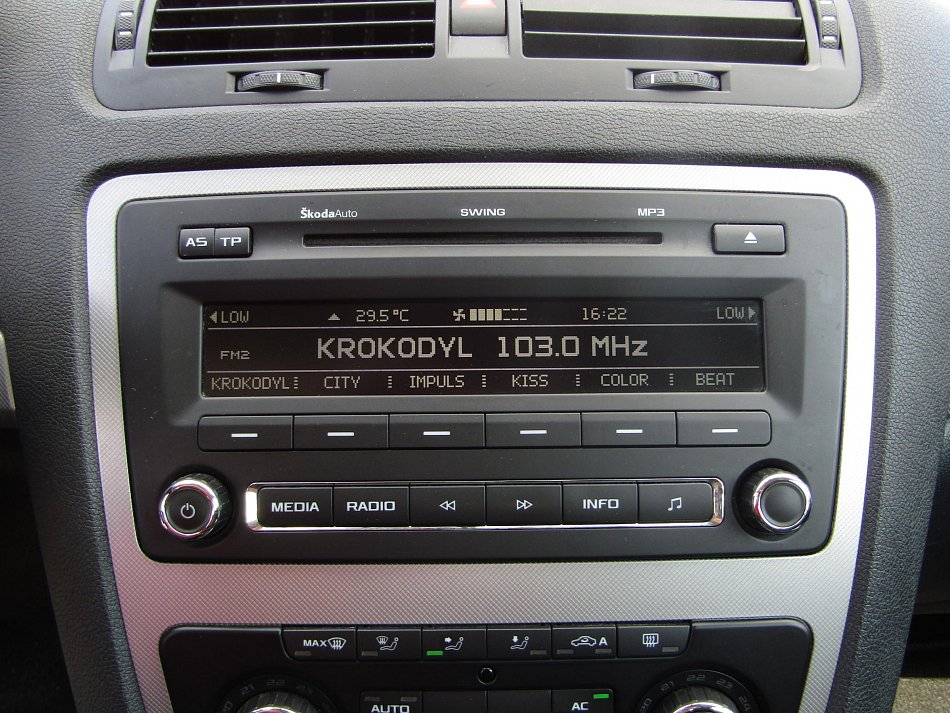 ŠkodaAuto SWING MP3
AS TP
LOW 29.5°C 16:22 LOW
FM2 KROKODYL 103.0 MHz
KROKODYL CITY IMPULS KISS COLOR BEAT
MEDIA RADIO INFO
MAX A
AUTO AC